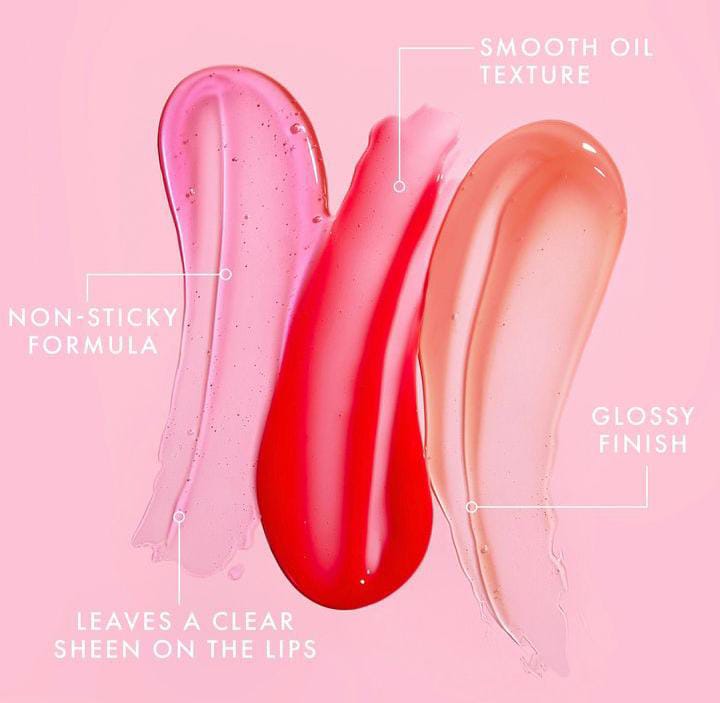 SMOOTH OIL
TEXTURE
NON-STICKY
FORMULA
GLOSSY
FINISH
LEAVES A CLEAR
SHEEN ON THE LIPS